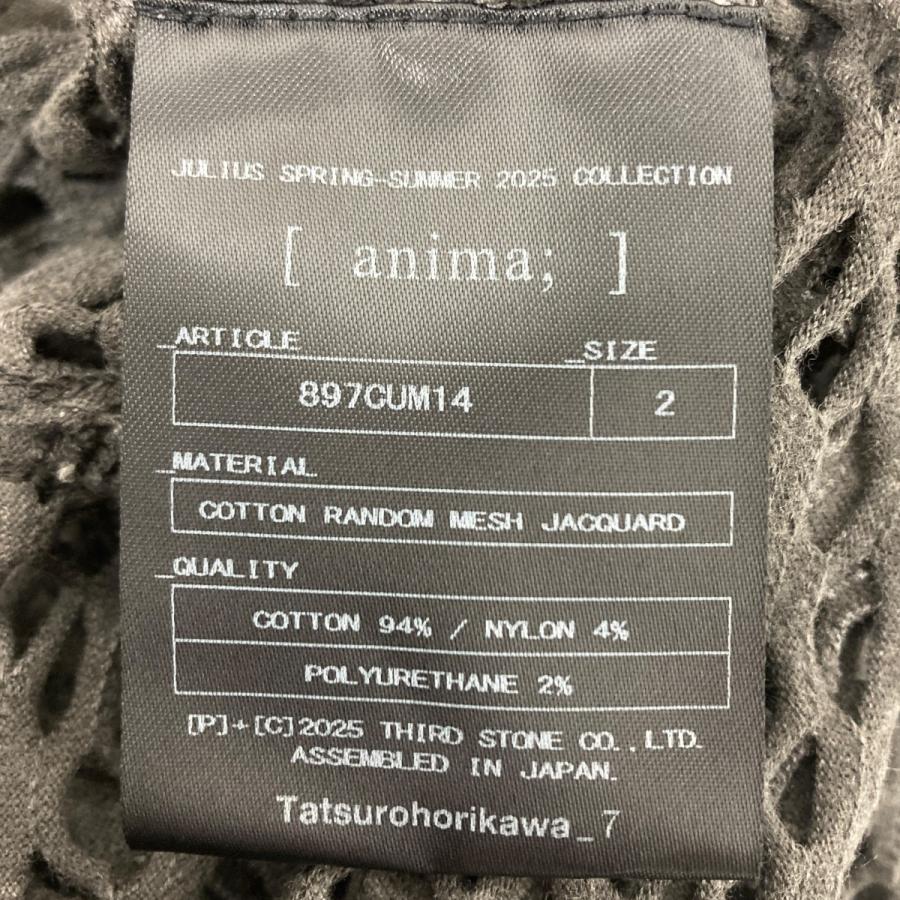 JULIUS SPRING-SUMMER 2025 COLLECTION
[ anima; ]
_ARTICLE
_SIZE
897CUM14
2
_MATERIAL
COTTON RANDOM MESH JACQUARD
_QUALITY
COTTON 94% / NYLON 4%
POLYURETHANE 2%
[P]+[C]2025 THIRD STONE CO.,LTD.
ASSEMBLED IN JAPAN.
Tatsurohorikawa_7